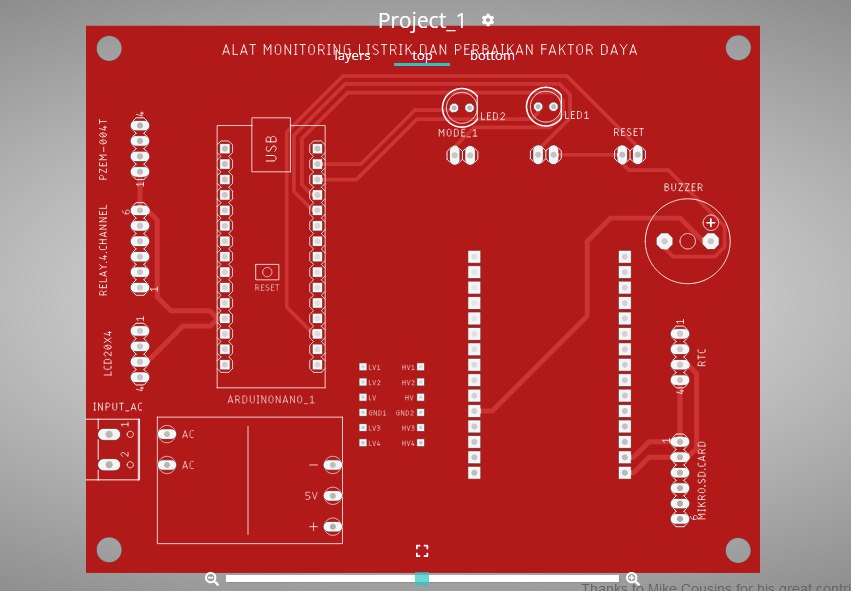 Project_1
ALAT MONITORING LISTRIK DAN PERBAIKAN FAKTOR DAYA
layers top bottom
LED2
LED1
MODE_1
RESET
PZEM-004T
4
1
USB
BUZZER
+
RELAY.4.CHANNEL
6
1
RESET
LCD20X4
1
4
RTC
1
4
LV1 HV1
LV2 HV2
LV HV
GND1 GND2
LV3 HV3
LV4 HV4
ARDUINONANO_1
INPUT_AC
1
2
AC
AC
-
5V
+
MIKRO.SD.CARD
1
6
Thanks to Mike Cousins for his great contri